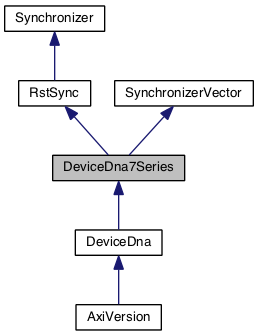 Synchronizer
RstSync
SynchronizerVector
DeviceDna7Series
DeviceDna
AxiVersion